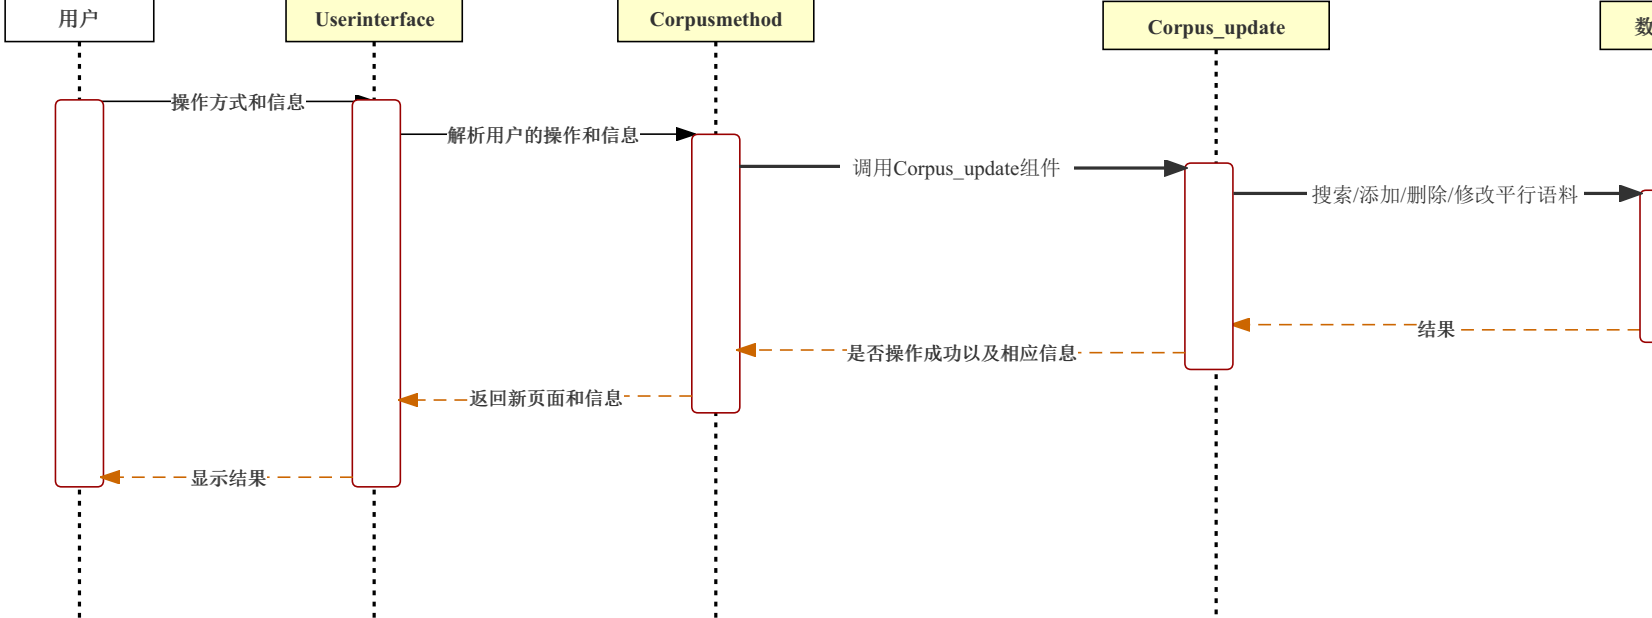 用户
Userinterface
Corpusmethod
Corpus_update
数
操作方式和信息
解析用户的操作和信息
调用Corpus_update组件
搜索/添加/删除/修改平行语料
结果
是否操作成功以及相应信息
返回新页面和信息
显示结果